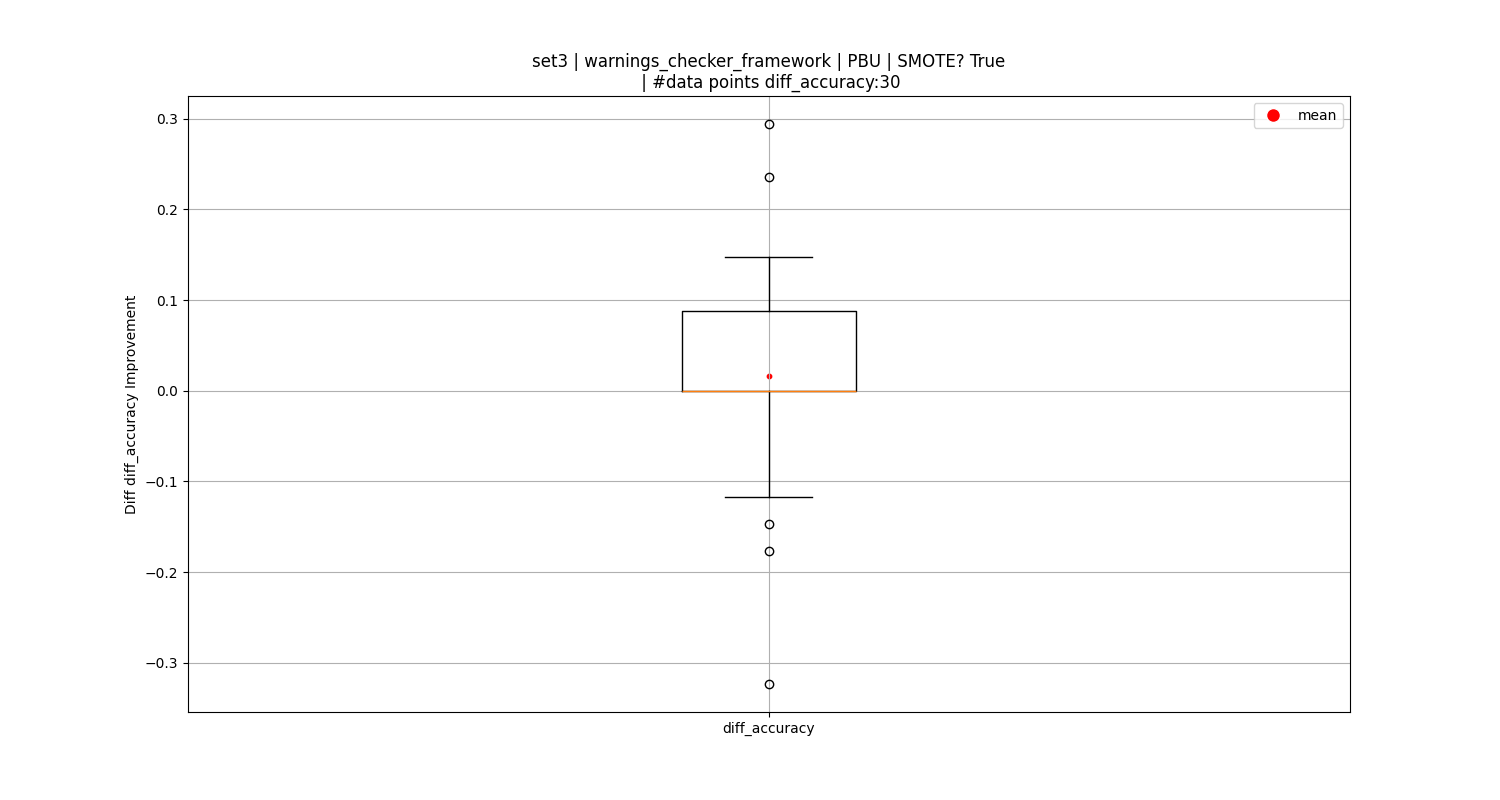 set3 | warnings_checker_framework | PBU | SMOTE? True
| #data points diff_accuracy:30
mean
0.3
0.2
0.1
0.0
−0.1
−0.2
−0.3
Diff diff_accuracy Improvement
diff_accuracy